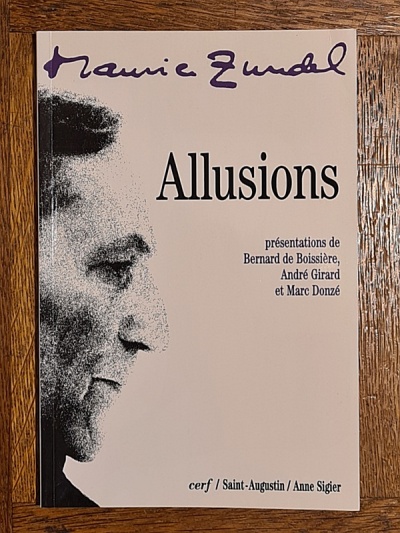 Maurice Zundel
Allusions
présentations de
Bernard de Boissière,
André Girard
et Marc Donzé
cerf / Saint-Augustin / Anne Sigier